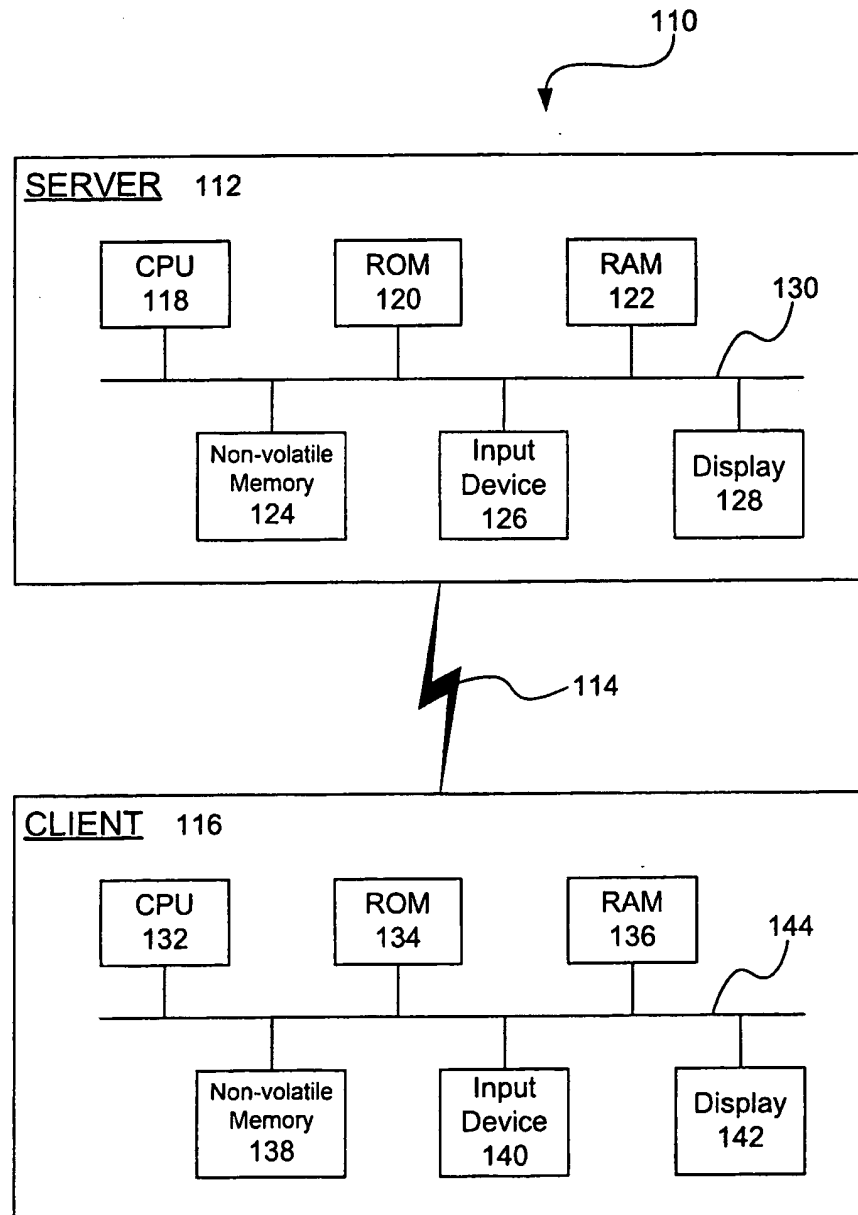 110
SERVER 112
CPU
118
ROM
120
RAM
122
130
Non-volatile
Memory
124
Input
Device
126
Display
128
114
CLIENT 116
CPU
132
ROM
134
RAM
136
144
Non-volatile
Memory
138
Input
Device
140
Display
142